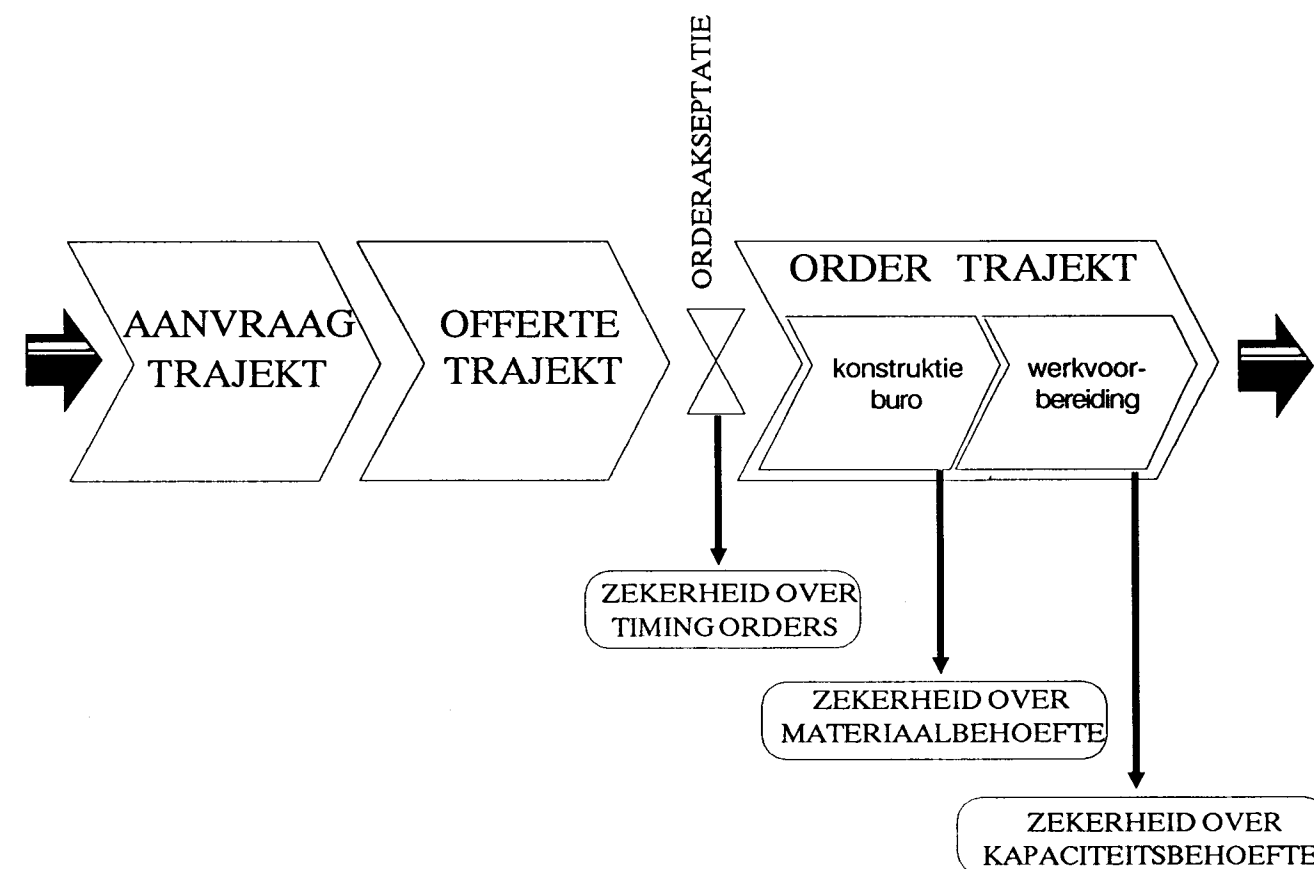 ORDERAKSEPTATIE
AANVRAAG
TRAJEKT
OFFERTE
TRAJEKT
ORDER TRAJEKT
konstruktie
buro
werkvoor-
bereiding
ZEKERHEID OVER
TIMING ORDERS
ZEKERHEID OVER
MATERIAALBEHOEFTE
ZEKERHEID OVER
KAPACITEITSBEHOEFTE